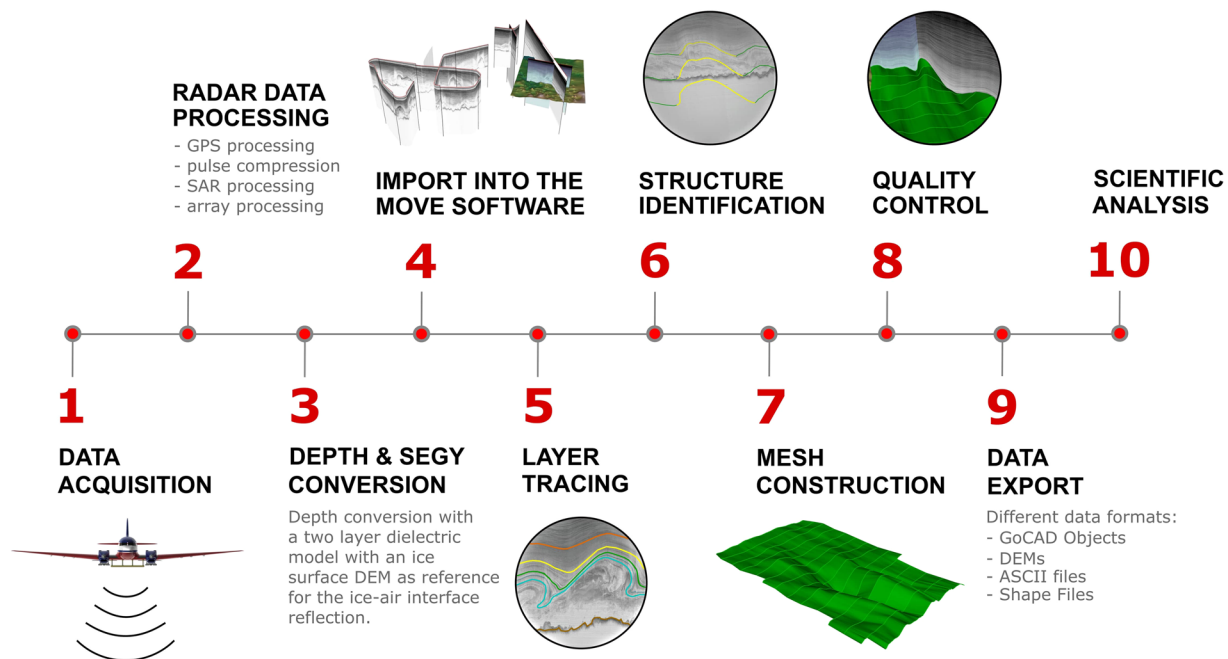 1
DATA
ACQUISITION
RADAR DATA
PROCESSING
- GPS processing
- pulse compression
- SAR processing
- array processing
2
3
DEPTH & SEGY
CONVERSION
Depth conversion with
a two layer dielectric
model with an ice
surface DEM as reference
for the ice-air interface
reflection.
IMPORT INTO THE
MOVE SOFTWARE
4
5
LAYER
TRACING
STRUCTURE
IDENTIFICATION
6
7
MESH
CONSTRUCTION
QUALITY
CONTROL
8
9
DATA
EXPORT
Different data formats:
- GoCAD Objects
- DEMs
- ASCII files
- Shape Files
SCIENTIFIC
ANALYSIS
10